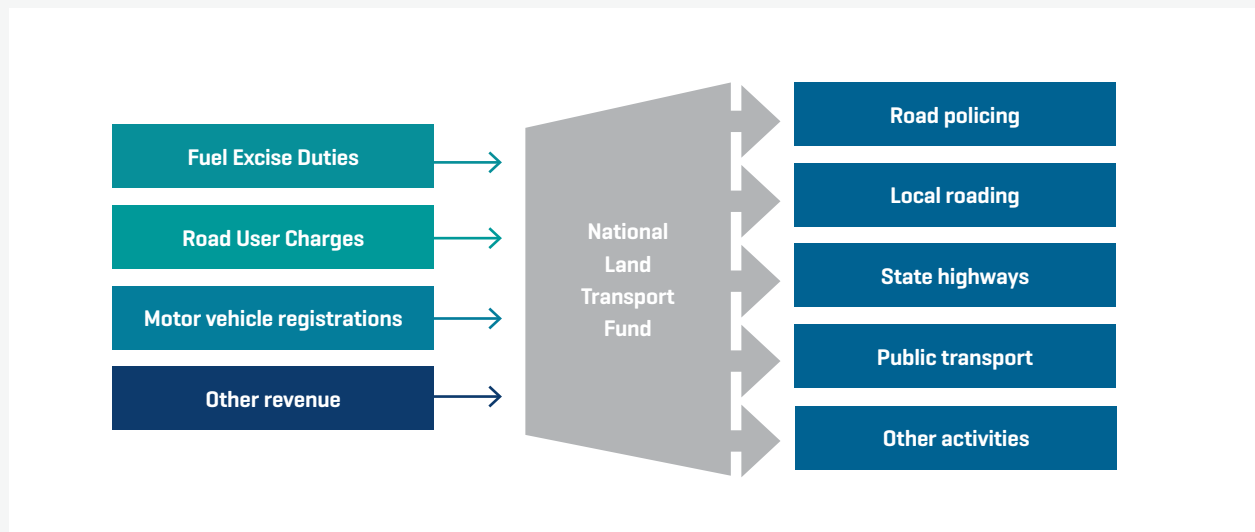 Fuel Excise Duties
Road User Charges
Motor vehicle registrations
Other revenue
National
Land
Transport
Fund
Road policing
Local roading
State highways
Public transport
Other activities